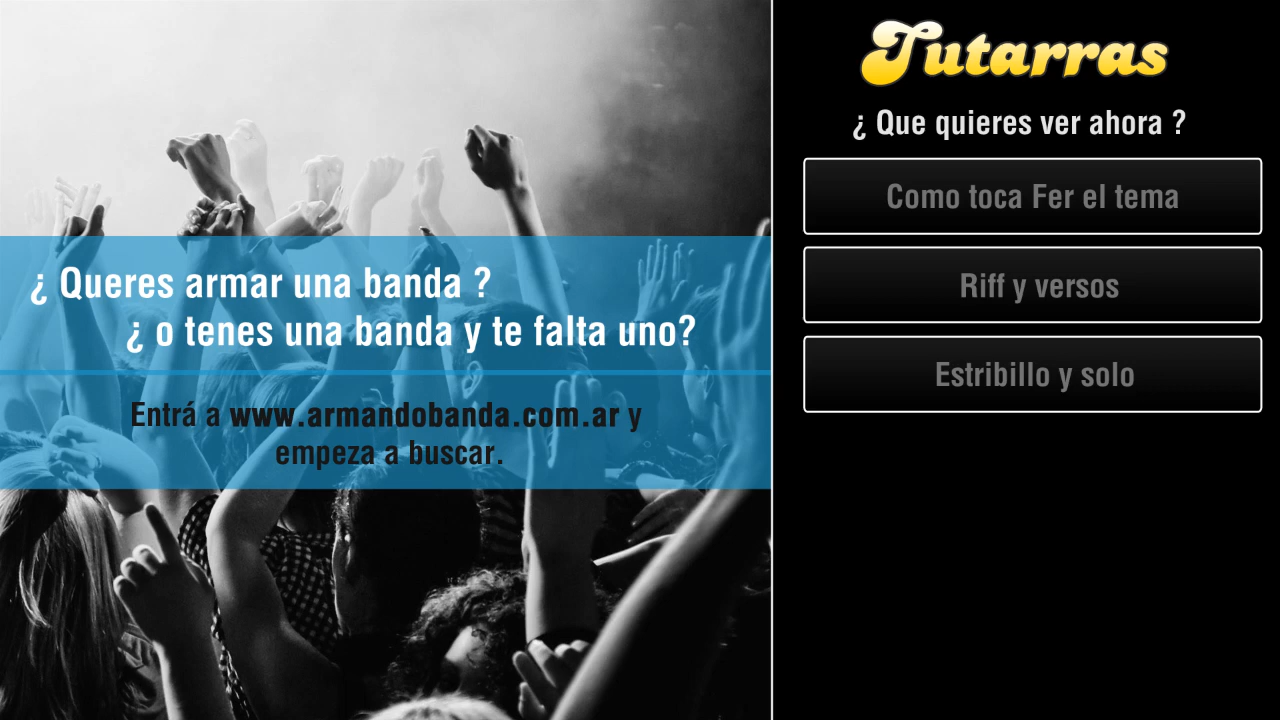 ¿ Queres armar una banda ?
¿ o tenes una banda y te falta uno?
Entrá a www.armandobanda.com.ar y
empeza a buscar.
Tutarras
¿ Que quieres ver ahora ?
Como toca Fer el tema
Riff y versos
Estribillo y solo